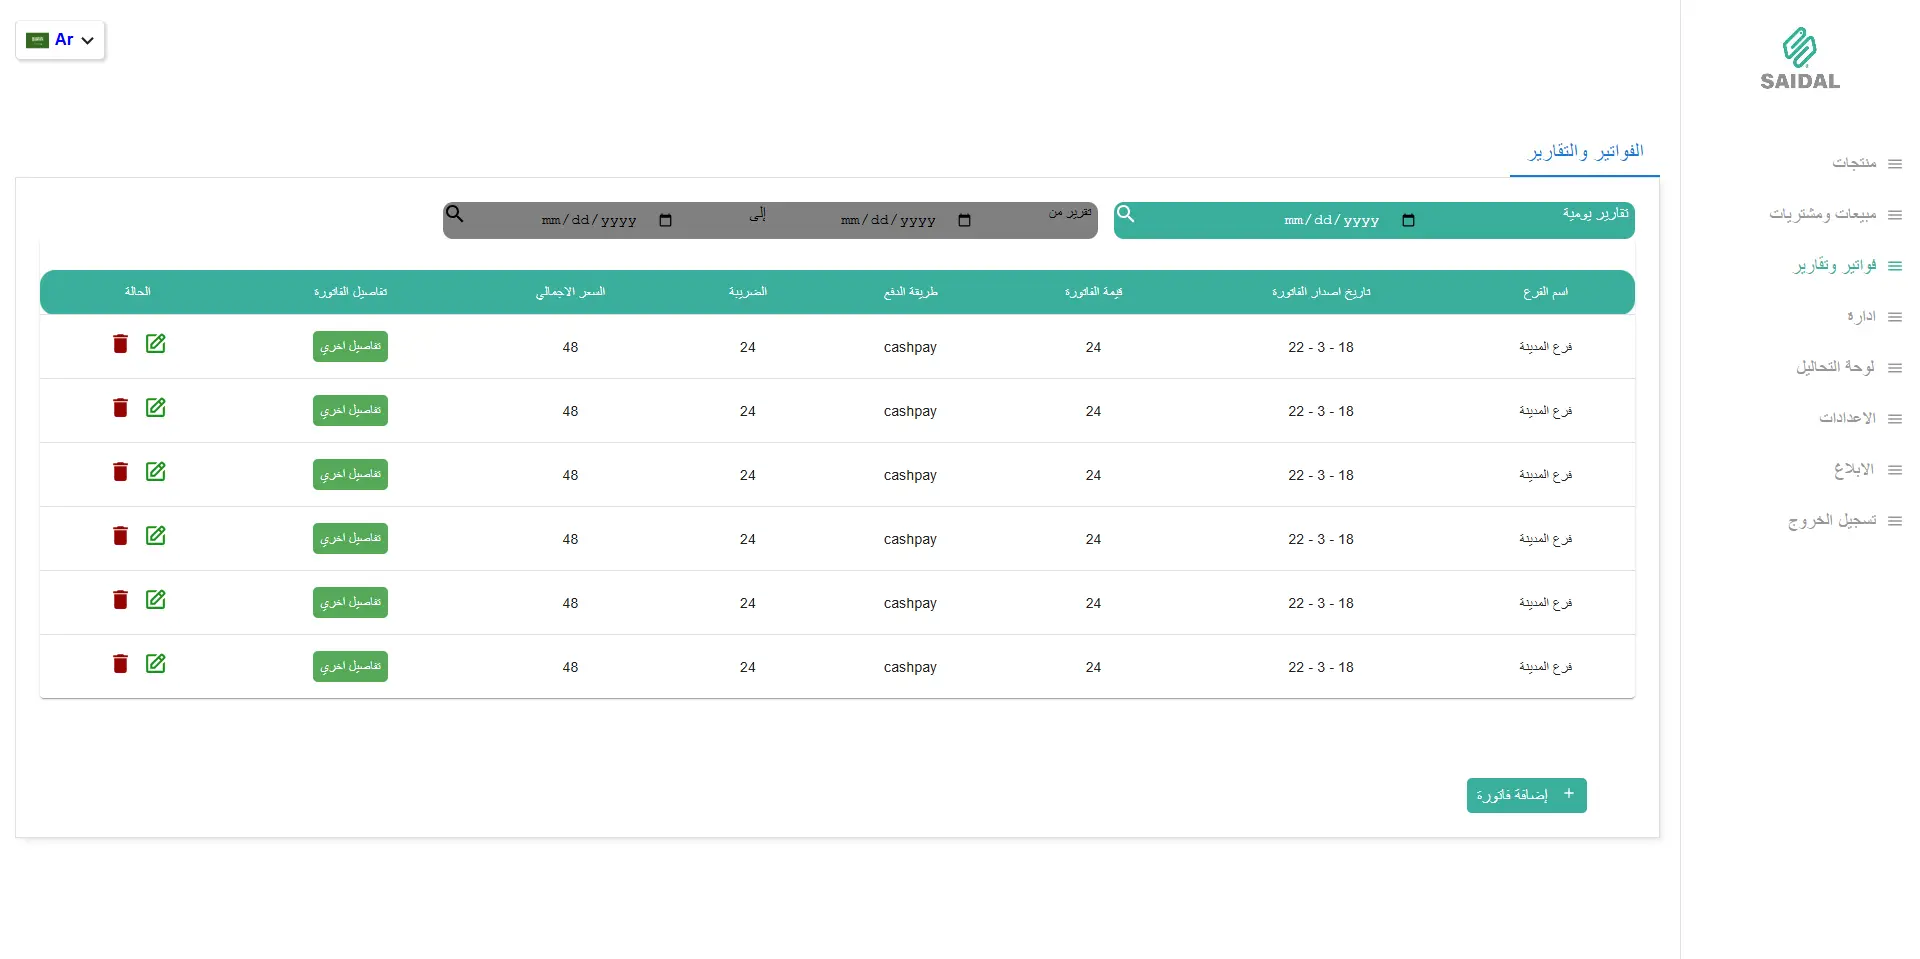 Ar
SAIDAL
منتجات
مبيعات ومشتريات
فواتير وتقارير
ادارة
لوحة التحاليل
الاعدادات
الابلاغ
تسجيل الخروج
الفواتير والتقارير
تقارير يومية mm/dd/yyyy
تقرير من mm/dd/yyyy إلى mm/dd/yyyy
اسم الفرع تاريخ اصدار الفاتورة قيمة الفاتورة طريقة الدفع الضريبة السعر الاجمالي تفاصيل الفاتورة الحالة
فرع المدينة 22 - 3 - 18 24 cashpay 24 48 تفاصيل اخري
فرع المدينة 22 - 3 - 18 24 cashpay 24 48 تفاصيل اخري
فرع المدينة 22 - 3 - 18 24 cashpay 24 48 تفاصيل اخري
فرع المدينة 22 - 3 - 18 24 cashpay 24 48 تفاصيل اخري
فرع المدينة 22 - 3 - 18 24 cashpay 24 48 تفاصيل اخري
فرع المدينة 22 - 3 - 18 24 cashpay 24 48 تفاصيل اخري
+ إضافة فاتورة